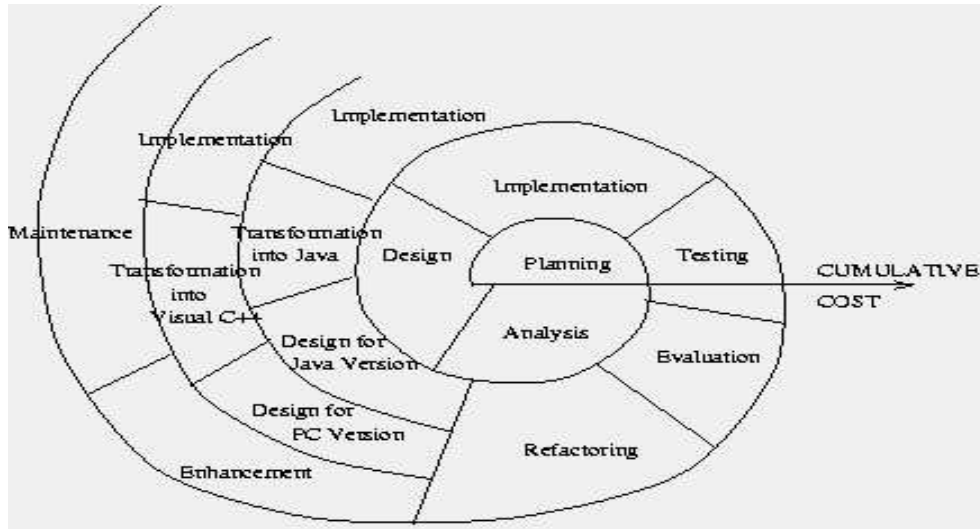 Implementation
Implementation
Implementation
Maintenance
Transformation
into Java
Design
Planning
Testing
CUMULATIVE
COST
Transformation
into
Visual C++
Analysis
Design for
Java Version
Evaluation
Design for
PC Version
Refactoring
Enhancement